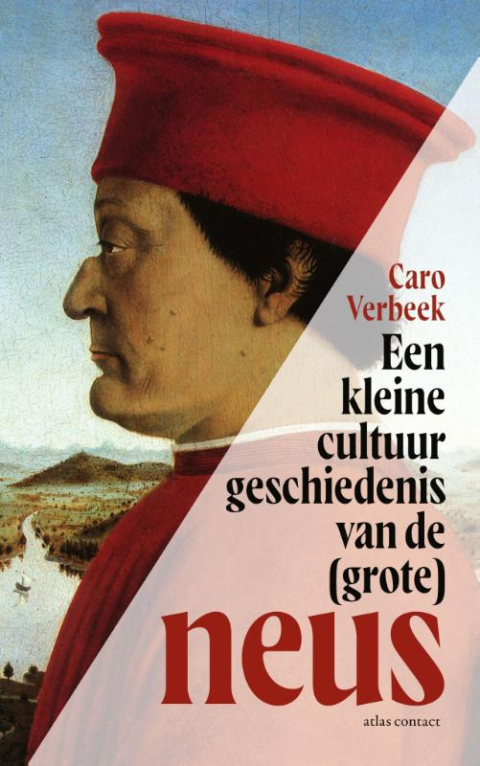 Caro
Verbeek
Een
kleine
cultuur
geschiedenis
van de
(grote)
neus
atlas contact